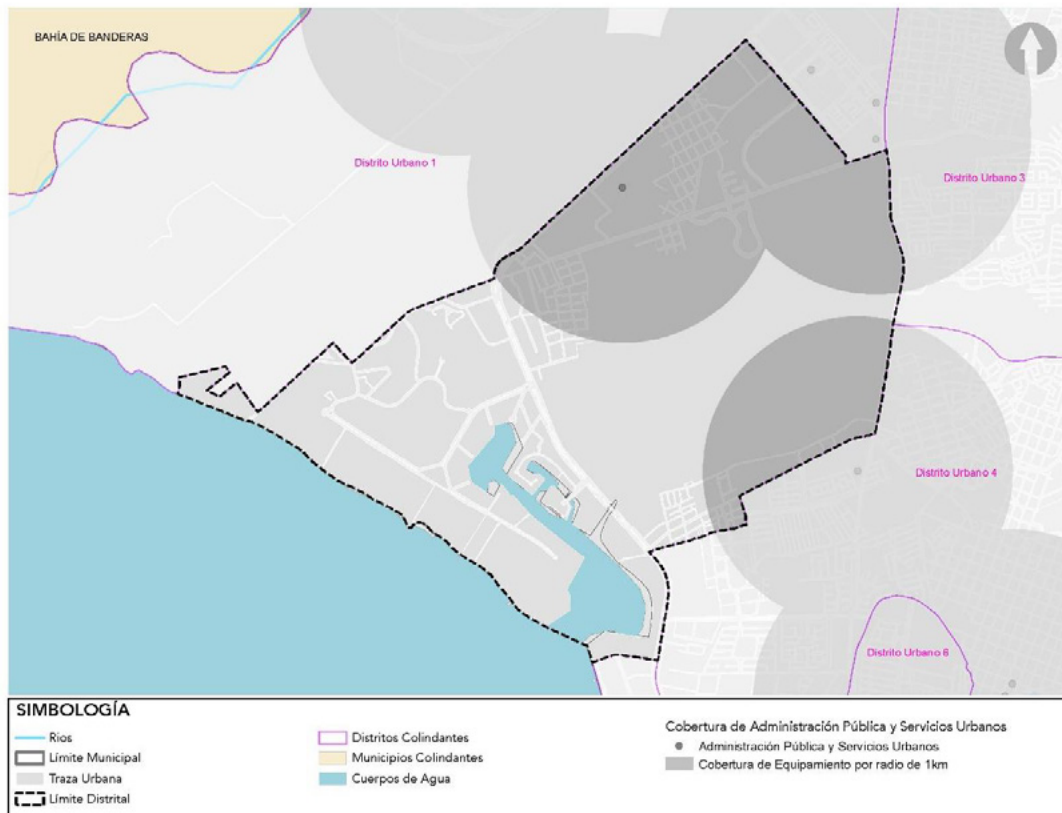 BAHÍA DE BANDERAS
Distrito Urbano 1
Distrito Urbano 3
Distrito Urbano 4
Distrito Urbano 6
SIMBOLOGÍA
Rios
Límite Municipal
Traza Urbana
Límite Distrital
Distritos Colindantes
Municipios Colindantes
Cuerpos de Agua
Cobertura de Administración Pública y Servicios Urbanos
Administración Pública y Servicios Urbanos
Cobertura de Equipamiento por radio de 1km